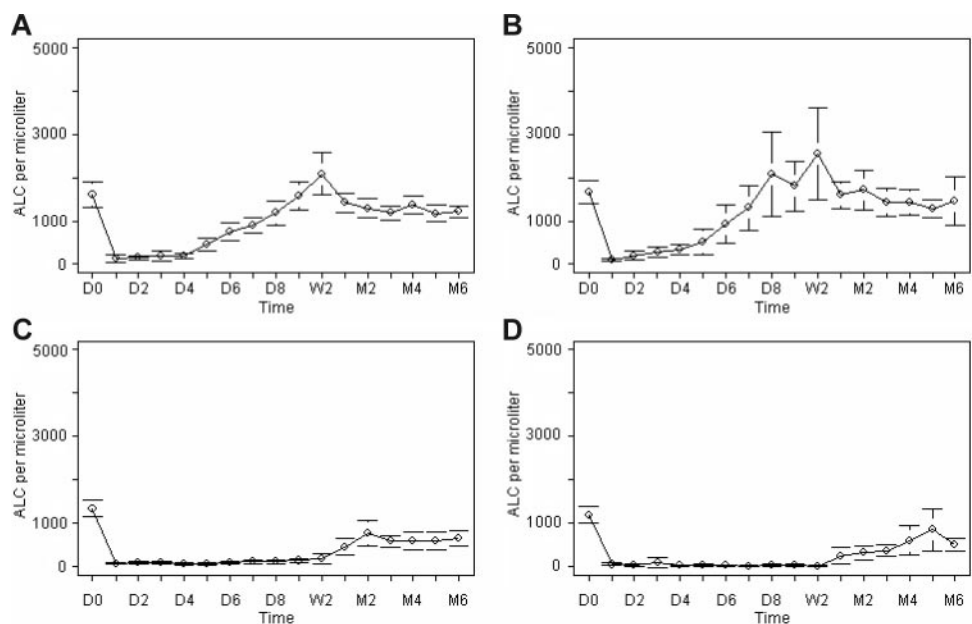 A
ALC per microliter
5000
3000
1000
0
D0 D2 D4 D6 D8 W2 M2 M4 M6
Time
B
ALC per microliter
5000
3000
1000
0
D0 D2 D4 D6 D8 W2 M2 M4 M6
Time
C
ALC per microliter
5000
3000
1000
0
D0 D2 D4 D6 D8 W2 M2 M4 M6
Time
D
ALC per microliter
5000
3000
1000
0
D0 D2 D4 D6 D8 W2 M2 M4 M6
Time